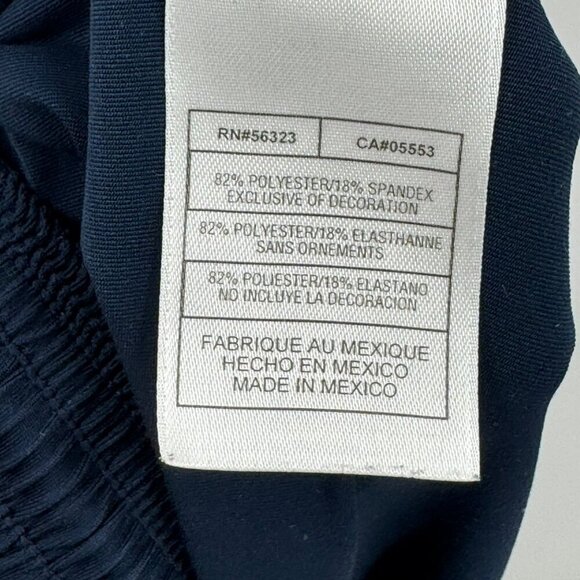 RN#56323 CA#05553
82% POLYESTER/18% SPANDEX
EXCLUSIVE OF DECORATION
82% POLYESTER/18% ELASTHANNE
SANS ORNEMENTS
82% POLIESTER/18% ELASTANO
NO INCLUYE LA DECORACION
FABRIQUE AU MEXIQUE
HECHO EN MEXICO
MADE IN MEXICO